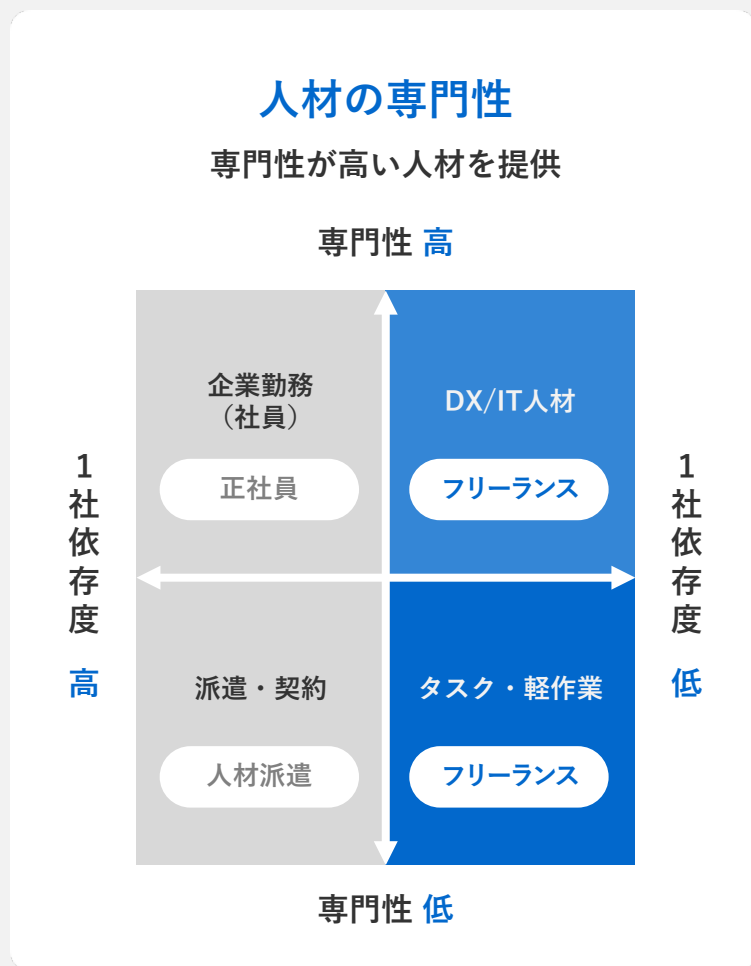 人材の専門性
専門性が高い人材を提供
専門性 高
企業勤務
（社員）
正社員
DX/IT人材
フリーランス
1社依存度 高
1社依存度 低
派遣・契約
人材派遣
タスク・軽作業
フリーランス
専門性 低